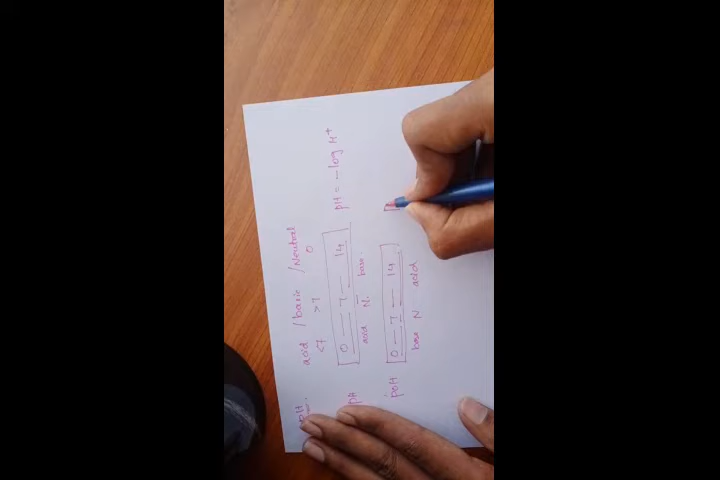 pH.
acid / basic / Neutral
<7 >7 0
pH 0 — 7 — 14 pH = -log H+
acid N. base.
poH 0 — 7 — 14
base N acid